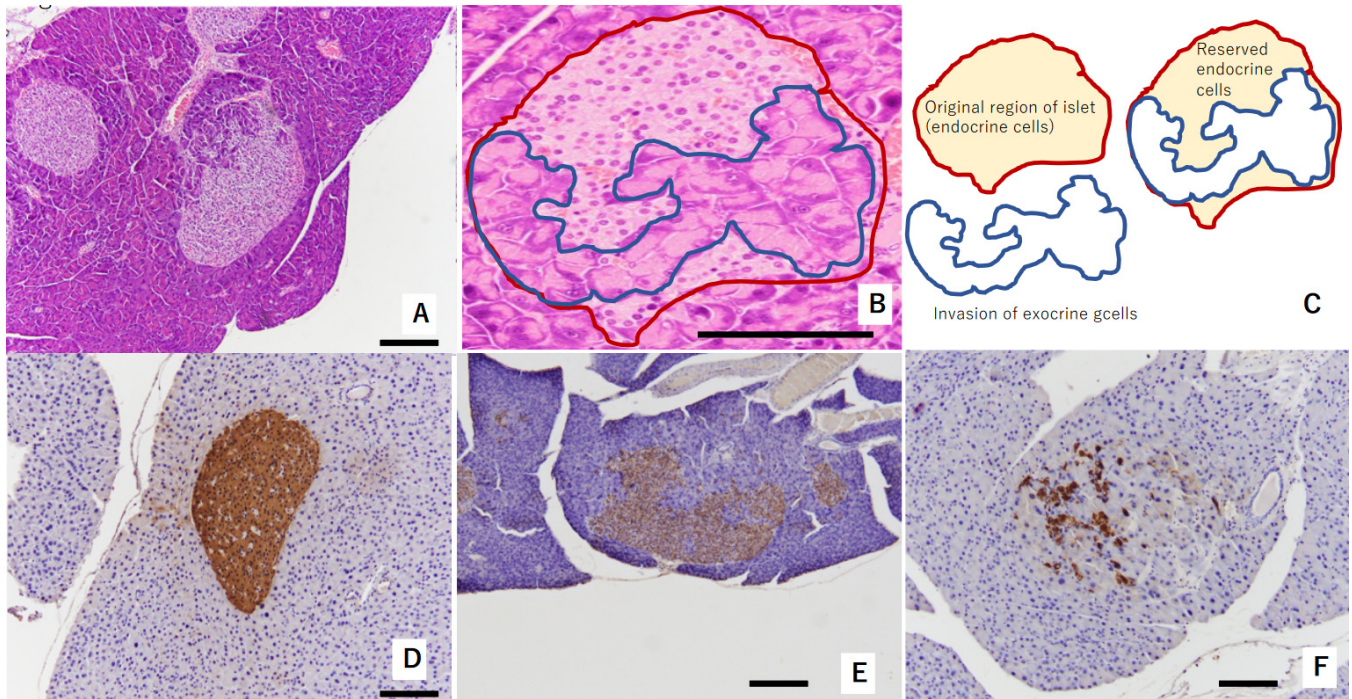 A
B
Original region of islet
(endocrine cells)
Reserved
endocrine
cells
Invasion of exocrine gcells
C
D
E
F